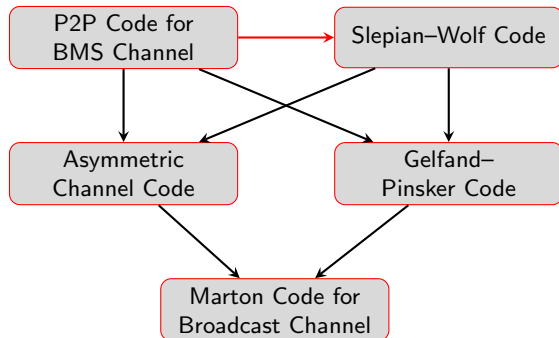 P2P Code for
BMS Channel
Slepian–Wolf Code
Asymmetric
Channel Code
Gelfand–
Pinsker Code
Marton Code for
Broadcast Channel